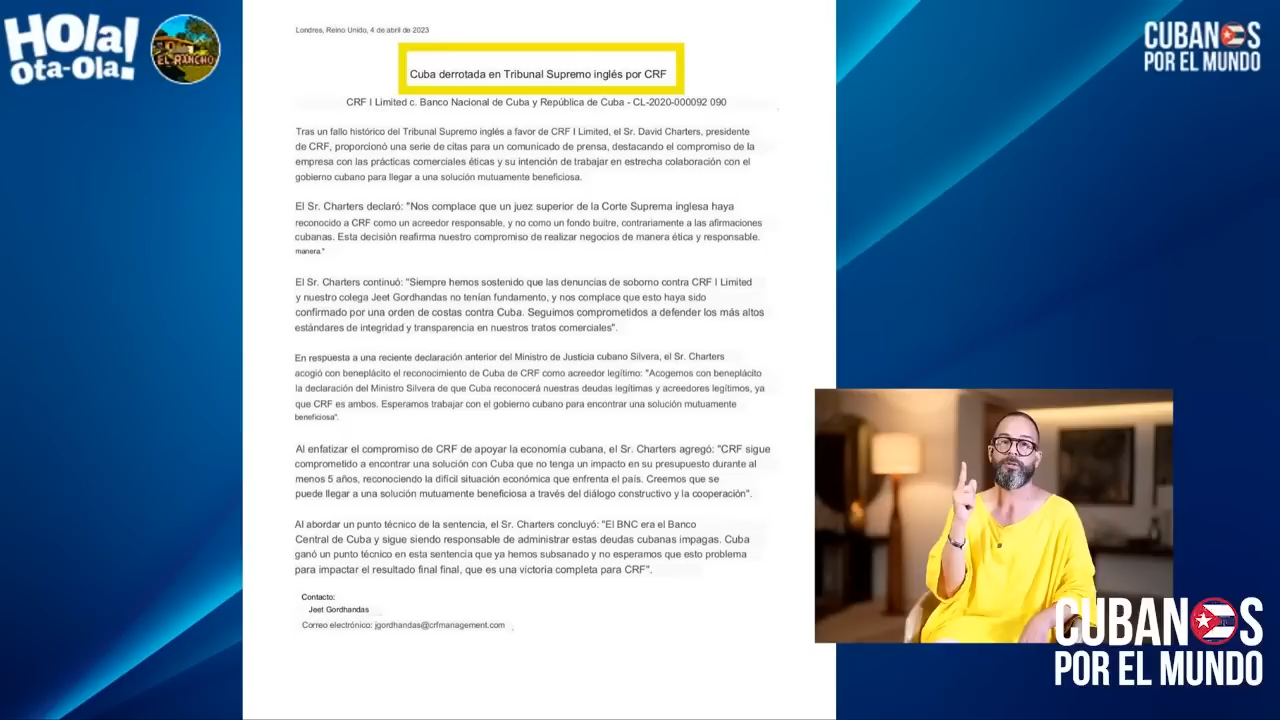 Hola!
Ota-Ola!
EL RANCHO
CUBANOS
POR EL MUNDO
Londres, Reino Unido, 4 de abril de 2023
Cuba derrotada en Tribunal Supremo inglés por CRF
CRF I Limited c. Banco Nacional de Cuba y República de Cuba - CL-2020-000092 090
Tras un fallo histórico del Tribunal Supremo inglés a favor de CRF I Limited, el Sr. David Charters, presidente
de CRF, proporcionó una serie de citas para un comunicado de prensa, destacando el compromiso de la
empresa con las prácticas comerciales éticas y su intención de trabajar en estrecha colaboración con el
gobierno cubano para llegar a una solución mutuamente beneficiosa.
El Sr. Charters declaró: "Nos complace que un juez superior de la Corte Suprema inglesa haya
reconocido a CRF como un acreedor responsable, y no como un fondo buitre, contrariamente a las afirmaciones
cubanas. Esta decisión reafirma nuestro compromiso de realizar negocios de manera ética y responsable.
manera."
El Sr. Charters continuó: "Siempre hemos sostenido que las denuncias de soborno contra CRF I Limited
y nuestro colega Jeet Gordhandas no tenían fundamento, y nos complace que esto haya sido
confirmado por una orden de costas contra Cuba. Seguimos comprometidos a defender los más altos
estándares de integridad y transparencia en nuestros tratos comerciales".
En respuesta a una reciente declaración anterior del Ministro de Justicia cubano Silvera, el Sr. Charters
acogió con beneplácito el reconocimiento de Cuba de CRF como acreedor legítimo: "Acogemos con beneplácito
la declaración del Ministro Silvera de que Cuba reconocerá nuestras deudas legítimas y acreedores legítimos, ya
que CRF es ambos. Esperamos trabajar con el gobierno cubano para encontrar una solución mutuamente
beneficiosa".
Al enfatizar el compromiso de CRF de apoyar la economía cubana, el Sr. Charters agregó: "CRF sigue
comprometido a encontrar una solución con Cuba que no tenga un impacto en su presupuesto durante al
menos 5 años, reconociendo la difícil situación económica que enfrenta el país. Creemos que se
puede llegar a una solución mutuamente beneficiosa a través del diálogo constructivo y la cooperación".
Al abordar un punto técnico de la sentencia, el Sr. Charters concluyó: "El BNC era el Banco
Central de Cuba y sigue siendo responsable de administrar estas deudas cubanas impagas. Cuba
ganó un punto técnico en esta sentencia que ya hemos subsanado y no esperamos que esto problema
para impactar el resultado final final, que es una victoria completa para CRF".
Contacto:
Jeet Gordhandas
Correo electrónico: jgordhandas@crfmanagement.com
CUBANOS
POR EL MUNDO